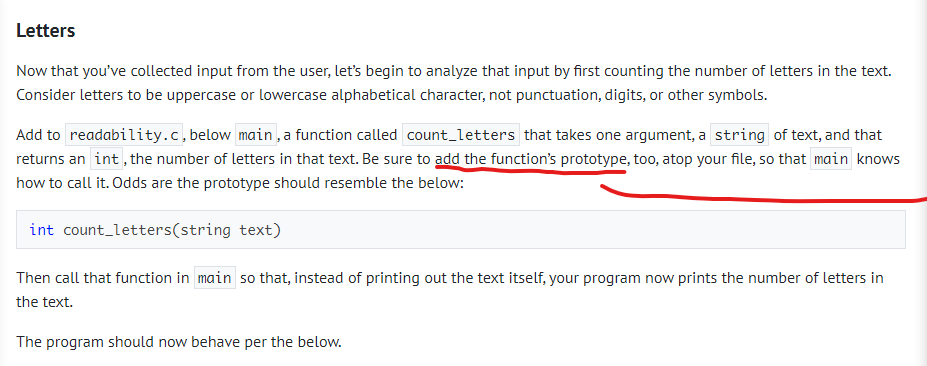 Letters
Now that you’ve collected input from the user, let’s begin to analyze that input by first counting the number of letters in the text.
Consider letters to be uppercase or lowercase alphabetical character, not punctuation, digits, or other symbols.
Add to readability.c, below main, a function called count_letters that takes one argument, a string of text, and that
returns an int, the number of letters in that text. Be sure to add the function’s prototype, too, atop your file, so that main knows
how to call it. Odds are the prototype should resemble the below:
int count_letters(string text)
Then call that function in main so that, instead of printing out the text itself, your program now prints the number of letters in
the text.
The program should now behave per the below.